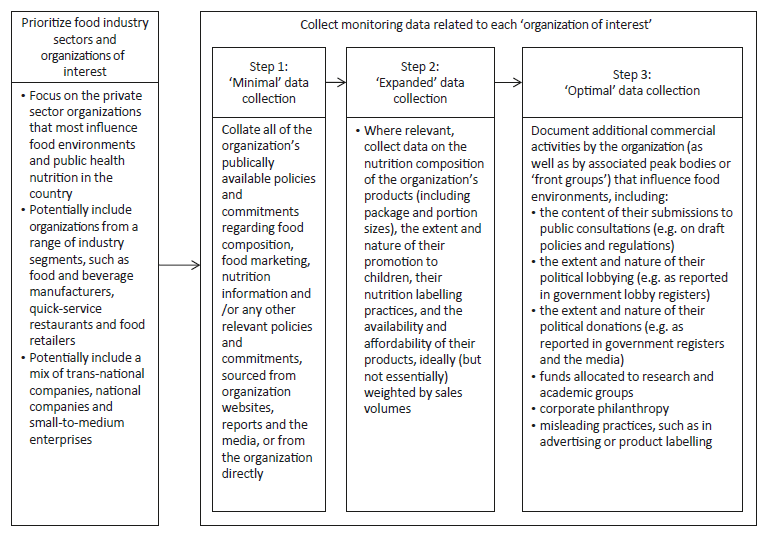 Prioritize food industry
sectors and
organizations of
interest
• Focus on the private
sector organizations
that most influence
food environments
and public health
nutrition in the
country
• Potentially include
organizations from a
range of industry
segments, such as
food and beverage
manufacturers,
quick-service
restaurants and food
retailers
• Potentially include a
mix of trans-national
companies, national
companies and
small-to-medium
enterprises
Collect monitoring data related to each ‘organization of interest’
Step 1:
‘Minimal’ data
collection
Collate all of the
organization’s
publically
available policies
and
commitments
regarding food
composition,
food marketing,
nutrition
information and
/or any other
relevant policies
and
commitments,
sourced from
organization
websites,
reports and the
media, or from
the organization
directly
Step 2:
‘Expanded’ data
collection
• Where relevant,
collect data on the
nutrition composition
of the organization’s
products (including
package and portion
sizes), the extent and
nature of their
promotion to
children, their
nutrition labelling
practices, and the
availability and
affordability of their
products, ideally (but
not essentially)
weighted by sales
volumes
Step 3:
‘Optimal’ data collection
Document additional commercial
activities by the organization (as
well as by associated peak bodies or
‘front groups’) that influence food
environments, including:
• the content of their submissions to
public consultations (e.g. on draft
policies and regulations)
• the extent and nature of their
political lobbying (e.g. as reported
in government lobby registers)
• the extent and nature of their
political donations (e.g. as
reported in government registers
and the media)
• funds allocated to research and
academic groups
• corporate philanthropy
• misleading practices, such as in
advertising or product labelling